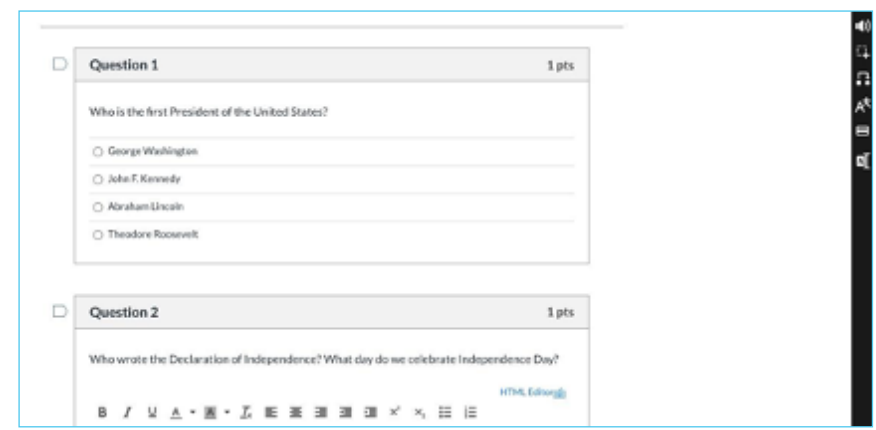 Question 1 1 pts
Who is the first President of the United States?
George Washington
John F. Kennedy
Abraham Lincoln
Theodore Roosevelt
Question 2 1 pts
Who wrote the Declaration of Independence? What day do we celebrate Independence Day?
HTML Editor